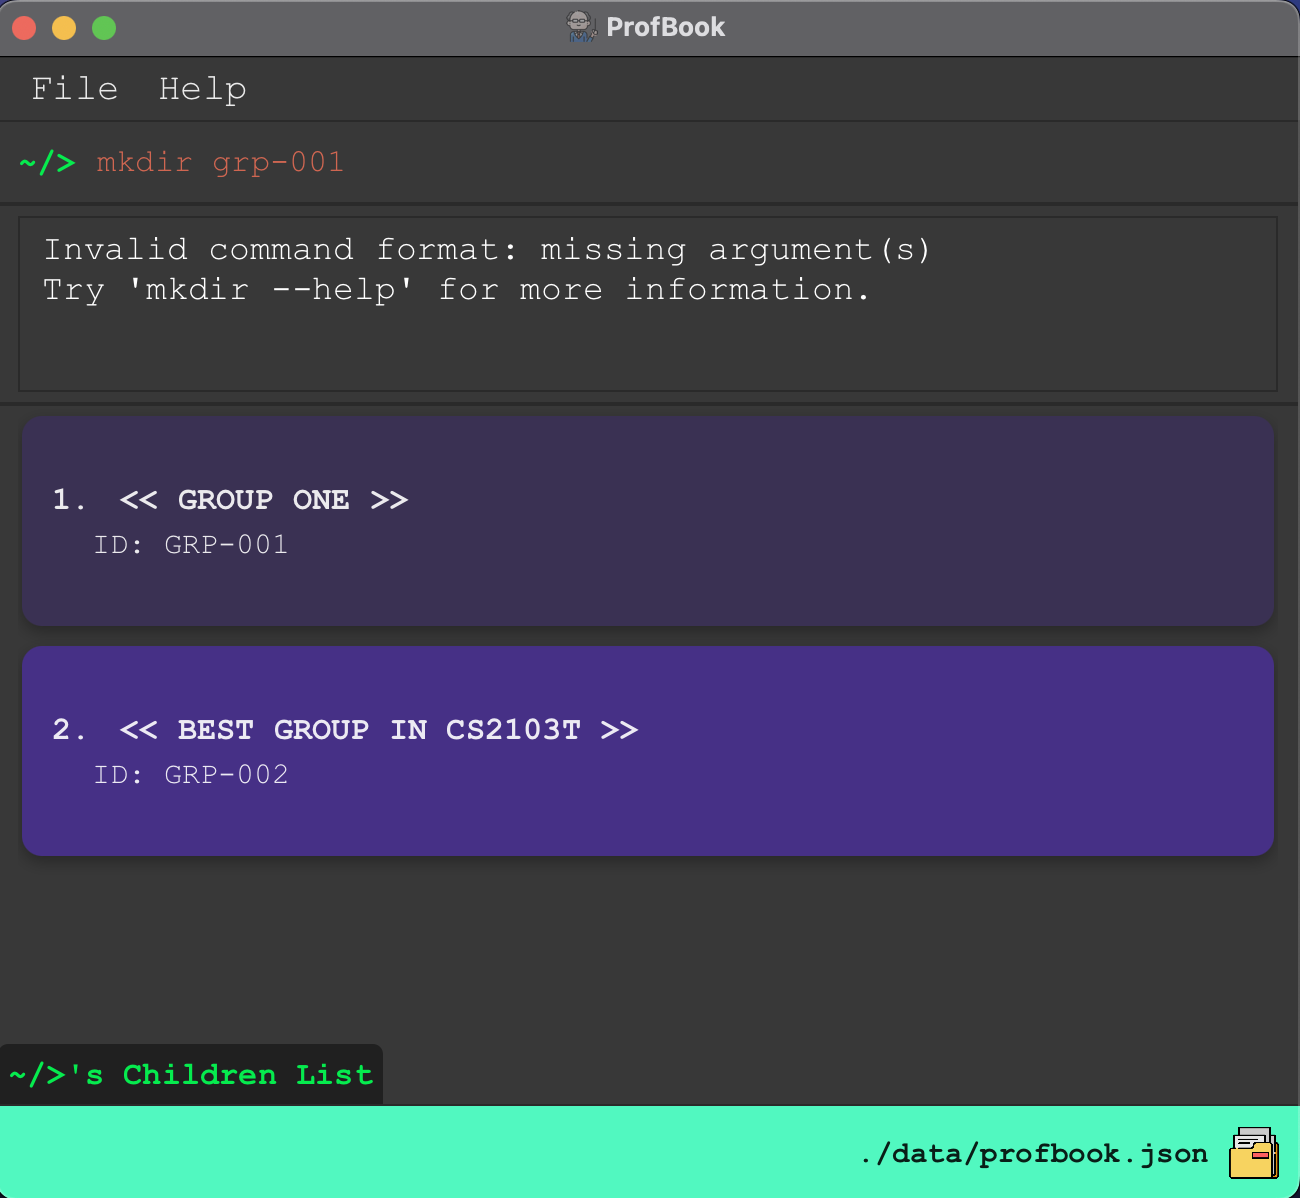 ProfBook
File Help
~/> mkdir grp-001
Invalid command format: missing argument(s)
Try 'mkdir --help' for more information.
1. << GROUP ONE >>
ID: GRP-001
2. << BEST GROUP IN CS2103T >>
ID: GRP-002
~/>'s Children List
./data/profbook.json